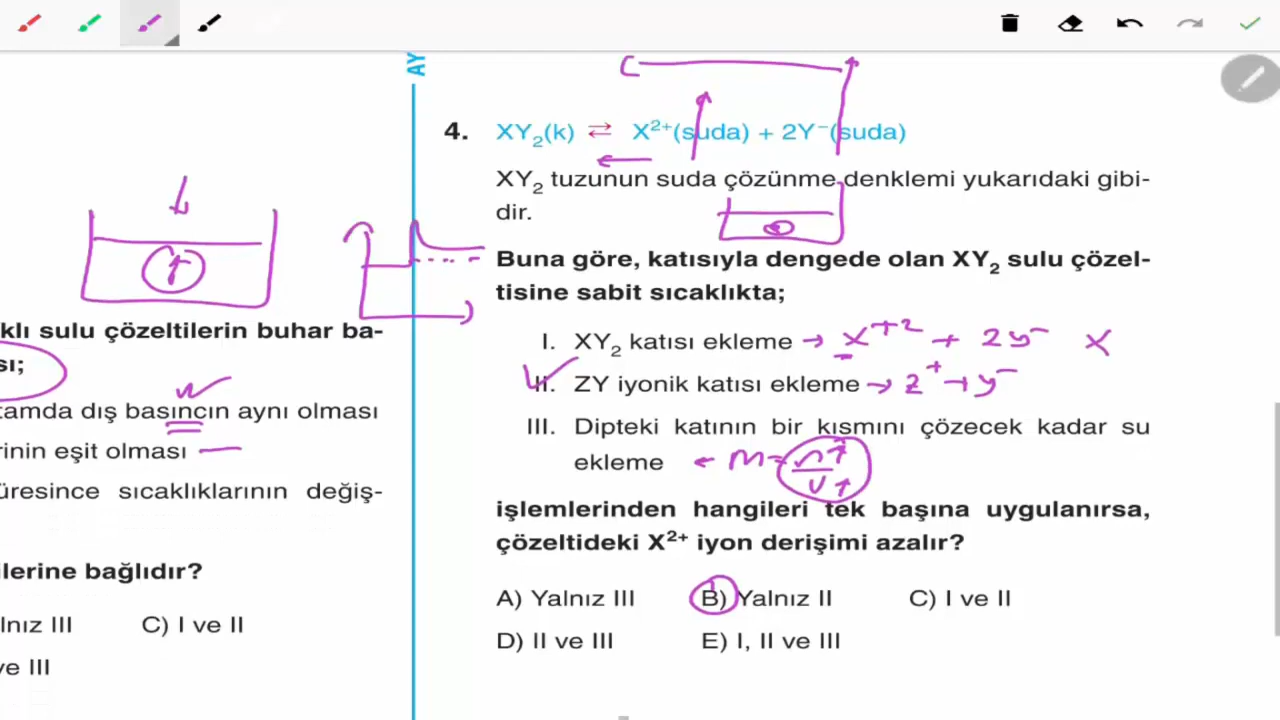 AY
klı sulu çözeltilerin buhar ba-
sı;
tamda dış basıncın aynı olması
rinin eşit olması
üresince sıcaklıklarının değiş-
ilerine bağlıdır?
lnız III C) I ve II
ve III
4. XY2(k) ⇄ X2+(suda) + 2Y−(suda)
XY2 tuzunun suda çözünme denklemi yukarıdaki gibi-
dir.
Buna göre, katısıyla dengede olan XY2 sulu çözel-
tisine sabit sıcaklıkta;
I. XY2 katısı ekleme → x+2 + 2y− X
II. ZY iyonik katısı ekleme → z+ + y−
III. Dipteki katının bir kısmını çözecek kadar su
ekleme ← M = n↑/V↑
işlemlerinden hangileri tek başına uygulanırsa,
çözeltideki X2+ iyon derişimi azalır?
A) Yalnız III B) Yalnız II C) I ve II
D) II ve III E) I, II ve III